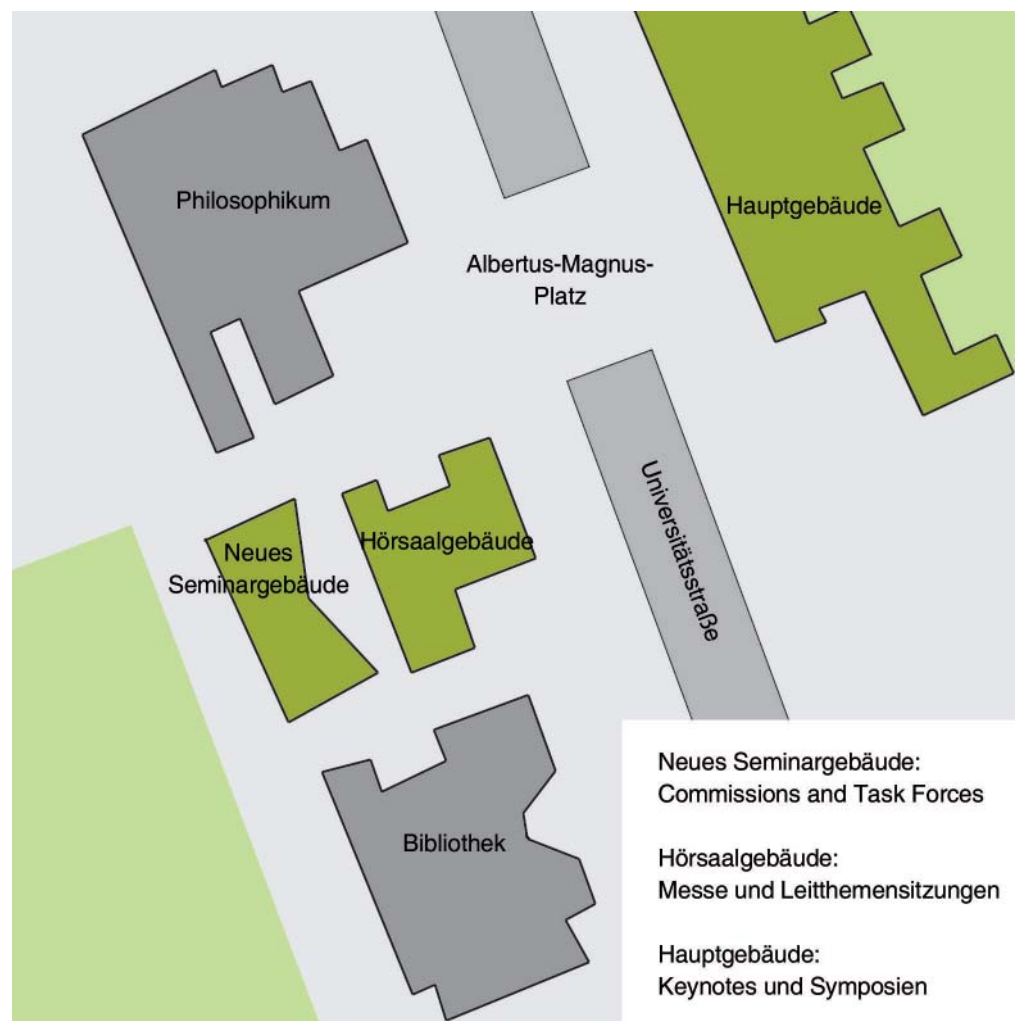 Philosophikum
Hauptgebäude
Albertus-Magnus-
Platz
Universitätsstraße
Hörsaalgebäude
Neues
Seminargebäude
Bibliothek
Neues Seminargebäude:
Commissions and Task Forces
Hörsaalgebäude:
Messe und Leitthemensitzungen
Hauptgebäude:
Keynotes und Symposien